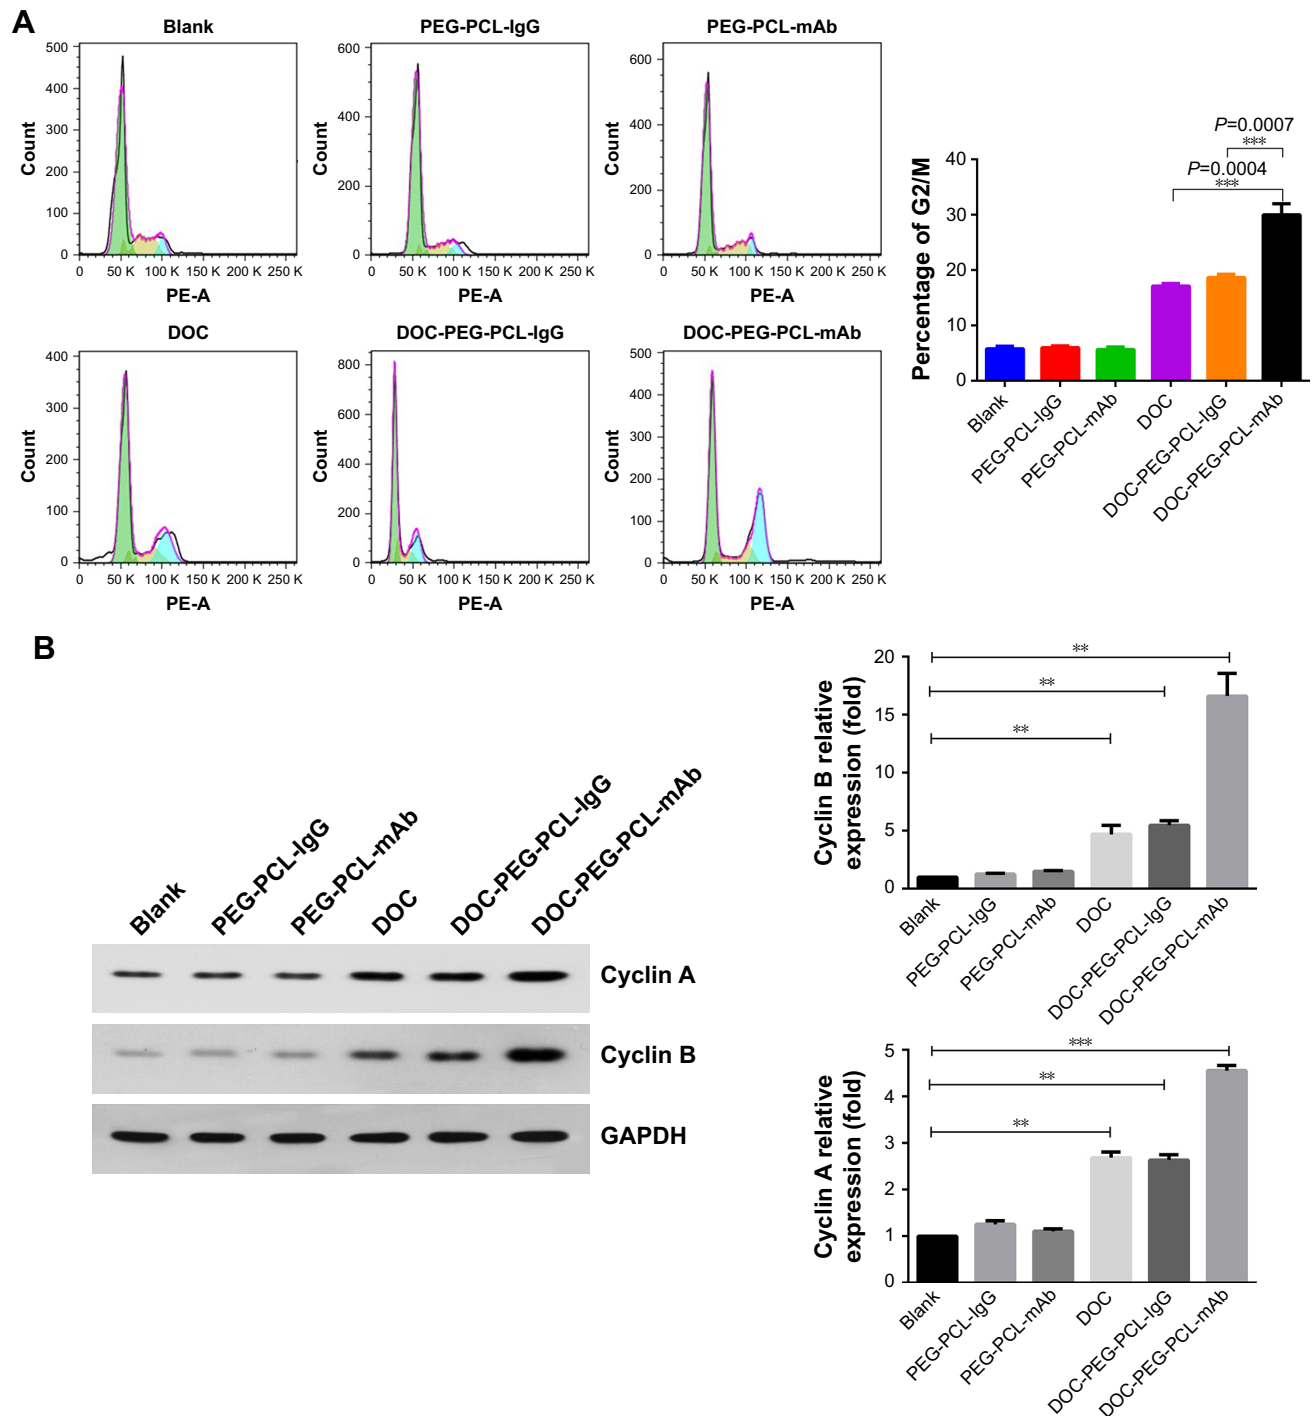 A
Blank
500
400
300
200
100
0
Count
0 50 K 100 K 150 K 200 K 250 K
PE-A
PEG-PCL-IgG
600
400
200
0
Count
0 50 K 100 K 150 K 200 K 250 K
PE-A
PEG-PCL-mAb
600
400
200
0
Count
0 50 K 100 K 150 K 200 K 250 K
PE-A
DOC
400
300
200
100
0
Count
0 50 K 100 K 150 K 200 K 250 K
PE-A
DOC-PEG-PCL-IgG
800
600
400
200
0
Count
0 50 K 100 K 150 K 200 K 250 K
PE-A
DOC-PEG-PCL-mAb
500
400
300
200
100
0
Count
0 50 K 100 K 150 K 200 K 250 K
PE-A
P=0.0007
***
P=0.0004
***
40
30
20
10
0
Percentage of G2/M
Blank
PEG-PCL-IgG
PEG-PCL-mAb
DOC
DOC-PEG-PCL-IgG
DOC-PEG-PCL-mAb
B
Blank
PEG-PCL-IgG
PEG-PCL-mAb
DOC
DOC-PEG-PCL-IgG
DOC-PEG-PCL-mAb
Cyclin A
Cyclin B
GAPDH
20
15
10
5
0
Cyclin B relative
expression (fold)
**
**
**
Blank
PEG-PCL-IgG
PEG-PCL-mAb
DOC
DOC-PEG-PCL-IgG
DOC-PEG-PCL-mAb
5
4
3
2
1
0
Cyclin A relative
expression (fold)
***
**
**
Blank
PEG-PCL-IgG
PEG-PCL-mAb
DOC
DOC-PEG-PCL-IgG
DOC-PEG-PCL-mAb